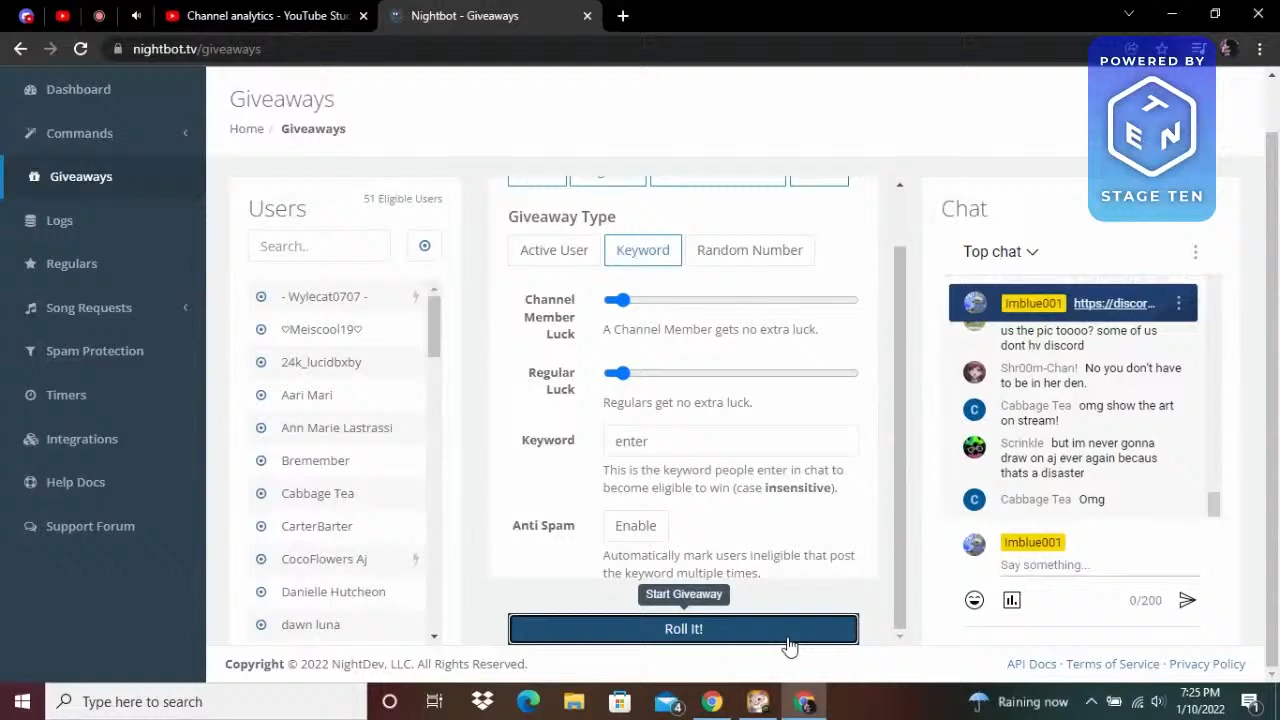 Channel analytics - YouTube Stu
Nightbot - Giveaways
nightbot.tv/giveaways
POWERED BY
TEN
STAGE TEN
Dashboard
Commands
Giveaways
Logs
Regulars
Song Requests
Spam Protection
Timers
Integrations
Help Docs
Support Forum
Giveaways
Home / Giveaways
Users
51 Eligible Users
Search..
- Wylecat0707 -
♡Meiscool19♡
24k_lucidbxby
Aari Mari
Ann Marie Lastrassi
Bremember
Cabbage Tea
CarterBarter
CocoFlowers Aj
Danielle Hutcheon
dawn luna
Giveaway Type
Active User
Keyword
Random Number
Channel
Member
Luck
A Channel Member gets no extra luck.
Regular
Luck
Regulars get no extra luck.
Keyword
enter
This is the keyword people enter in chat to
become eligible to win (case insensitive).
Anti Spam
Enable
Automatically mark users ineligible that post
the keyword multiple times.
Start Giveaway
Roll It!
Chat
Top chat
Imblue001 https://discor...
us the pic toooo? some of us
dont hv discord
Shr00m-Chan! No you don't have
to be in her den.
C Cabbage Tea omg show the art
on stream!
Scrinkle but im never gonna
draw on aj ever again becaus
thats a disaster
C Cabbage Tea Omg
Imblue001
Say something...
0/200
Copyright © 2022 NightDev, LLC. All Rights Reserved.
API Docs · Terms of Service · Privacy Policy
Type here to search
4
Raining now
7:25 PM
1/10/2022
1